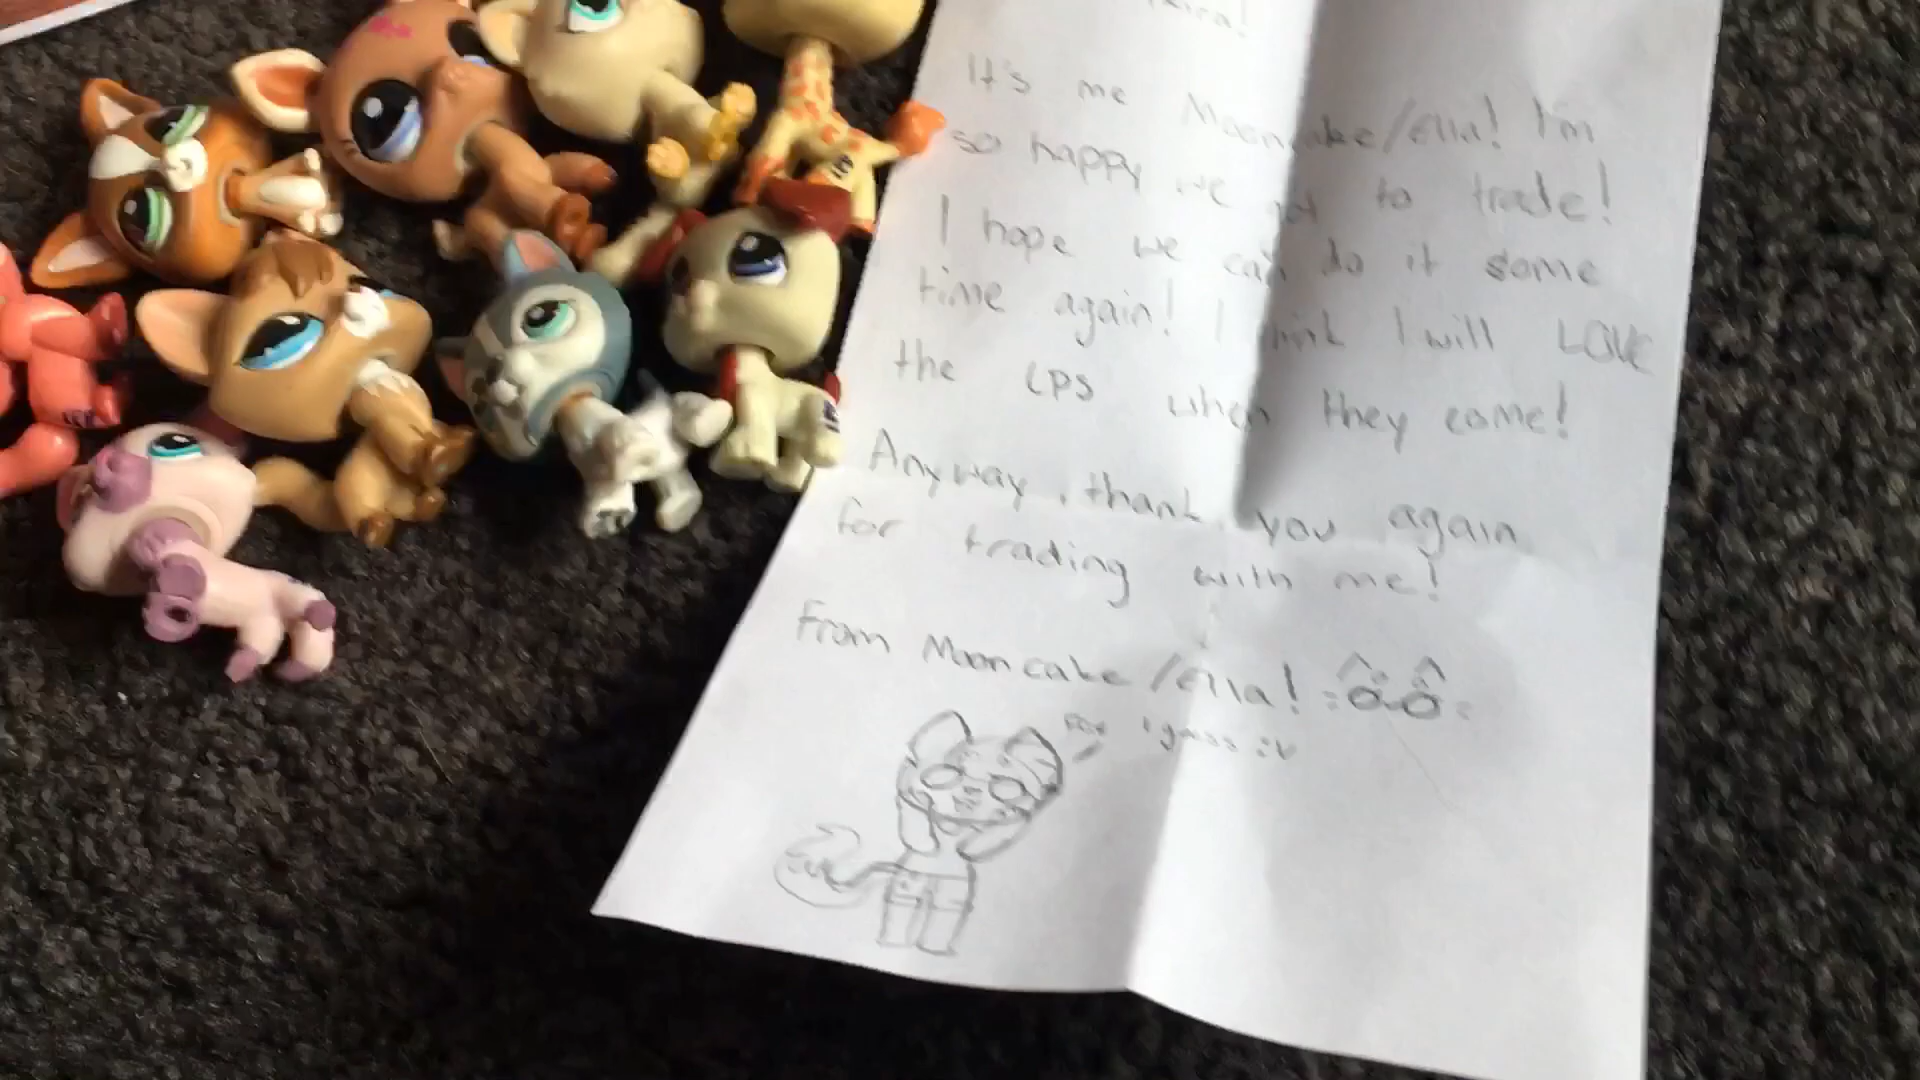 It's me Mooncake/Ella! I'm
so happy we got to trade!
I hope we can do it some
time again! I think I will LOVE
the LPS when they come!
Anyway, thank you again
for trading with me!
From Mooncake/Ella!
I guess :v